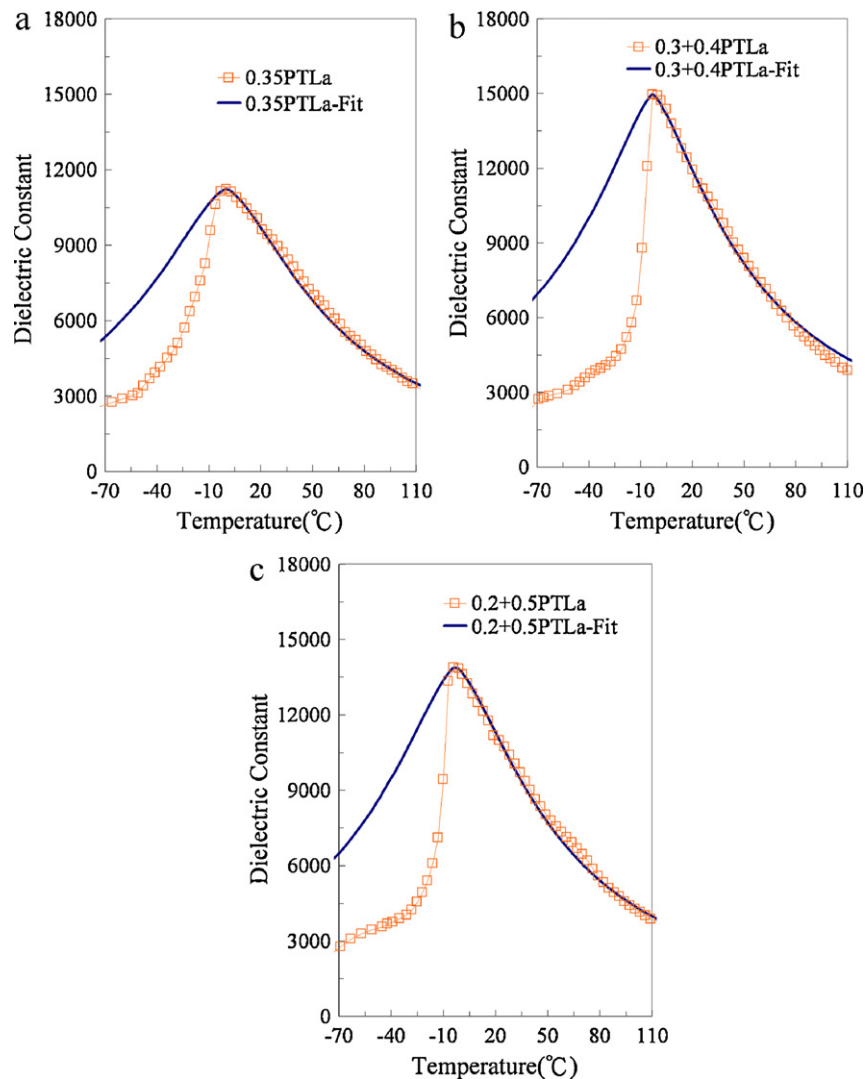 a
18000
15000
12000
9000
6000
3000
0
Dielectric Constant
0.35PTLa
0.35PTLa-Fit
-70 -40 -10 20 50 80 110
Temperature(℃)
b
18000
15000
12000
9000
6000
3000
0
Dielectric Constant
0.3+0.4PTLa
0.3+0.4PTLa-Fit
-70 -40 -10 20 50 80 110
Temperature(℃)
c
18000
15000
12000
9000
6000
3000
0
Dielectric Constant
0.2+0.5PTLa
0.2+0.5PTLa-Fit
-70 -40 -10 20 50 80 110
Temperature(℃)